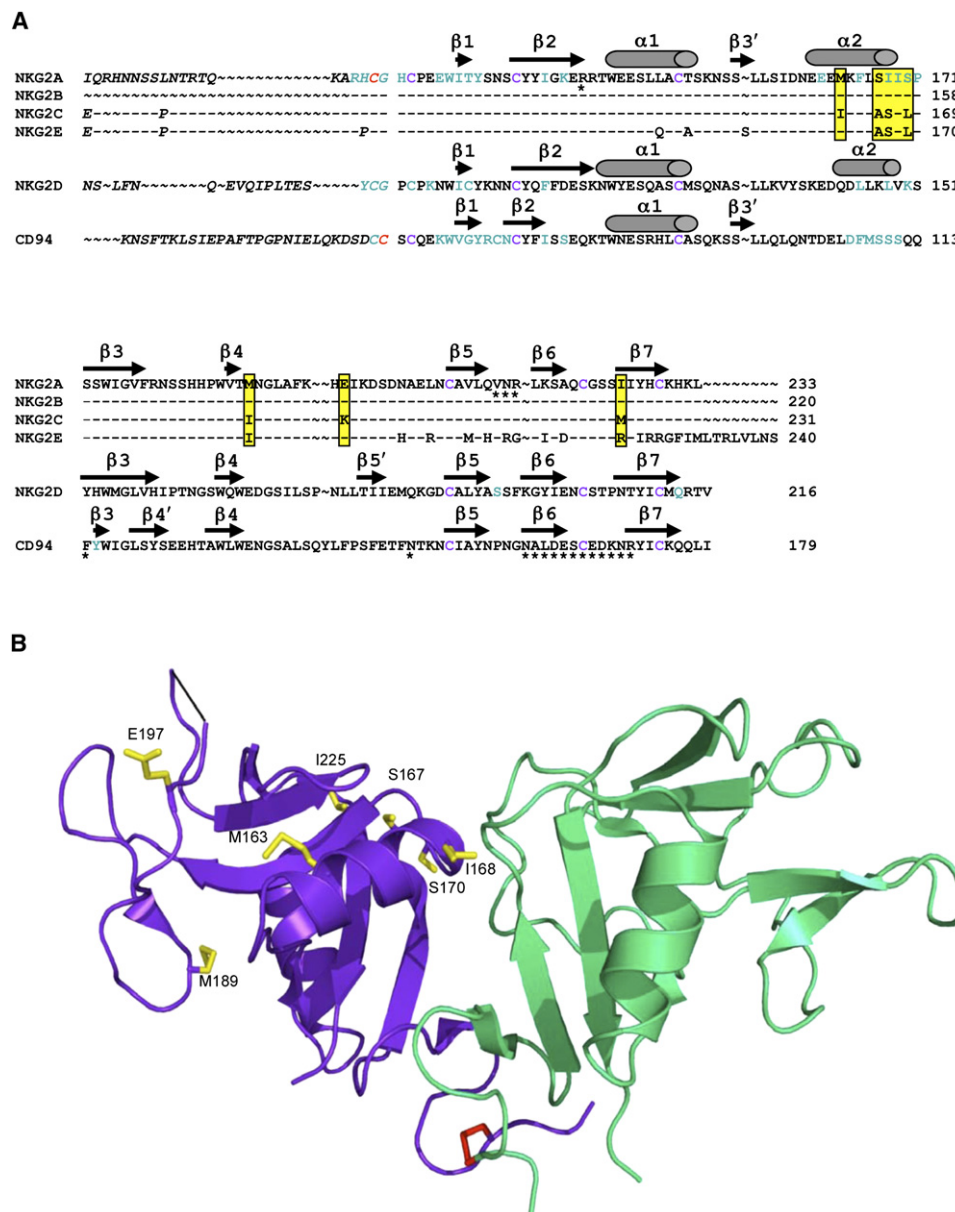 A
β1 β2 α1 β3' α2
NKG2A IQRHNNSSLNTRTQ~~~~~~~~~~~~~~~~~KARHCG HCPEEWITYSNSCYYIGKERRTWEESLLACTSKNSS~LLSIDNEEEMKFLSIISP 171
*
NKG2B 158
NKG2C E P I AS-L 169
NKG2E E P P Q A S AS-L 170
β1 β2 α1 α2
NKG2D NS~LFN~~~~~~~Q~EVQIPLTES~~~~~YCG PCPKNWICYKNNCYQFFDESKNWYESQASCMSQNAS~LLKVYSKEDQDLLKLVKS 151
β1 β2 α1 β3'
CD94 ~~~~KNSFTKLSIEPAFTPGPNIELQKDSDCC SCQEKWVGYRCNCYFISSEQKTWNESRHLCASQKSS~LLQLQNTDELDFMSSSQQ 113
β3 β4 β5 β6 β7
NKG2A SSWIGVFRNSSHHPWVTMNGLAFK~~HEIKDSDNAELNCAVLQVNR~LKSAQCGSSIIYHCKHKL~~~~~~~ 233
***
NKG2B 220
NKG2C I K M 231
NKG2E I - H R M H RG I D R IRRGFIMLTRLVLNS 240
β3 β4 β5' β5 β6 β7
NKG2D YHWMGLVHIPTNGSWQWEDGSILSP~NLLTIIEMQKGDCALYASSFKGYIENCSTPNTYICMQRTV 216
β3 β4' β4 β5 β6 β7
CD94 FYWIGLSYSEEHTAWLWENGSALSQYLFPSFETFNTKNCIAYNPNGNALDESCEDKNRYICKQQLI 179
* * ************
B
E197
I225
S167
M163
I168
S170
M189